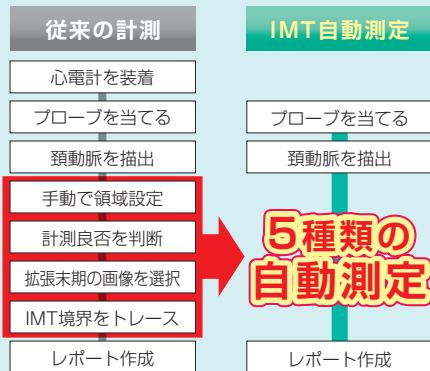 従来の計測
心電計を装着
プローブを当てる
頚動脈を描出
手動で領域設定
計測良否を判断
拡張末期の画像を選択
IMT境界をトレース
レポート作成
IMT自動測定
プローブを当てる
頚動脈を描出
5種類の
自動測定
レポート作成